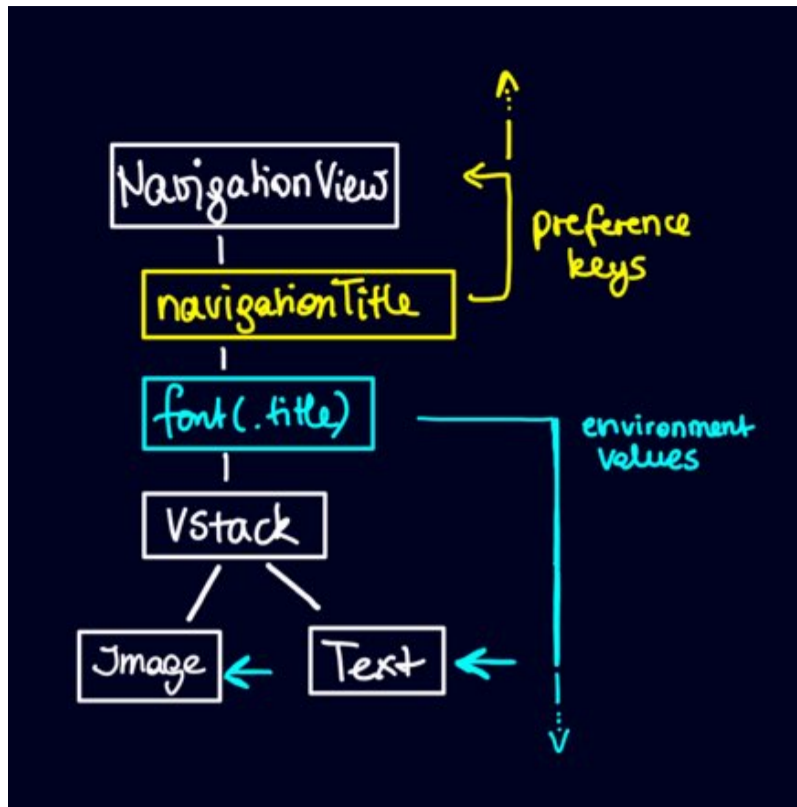 NavigationView
preference
keys
navigationTitle
font(.title)
environment
values
VStack
Image
Text